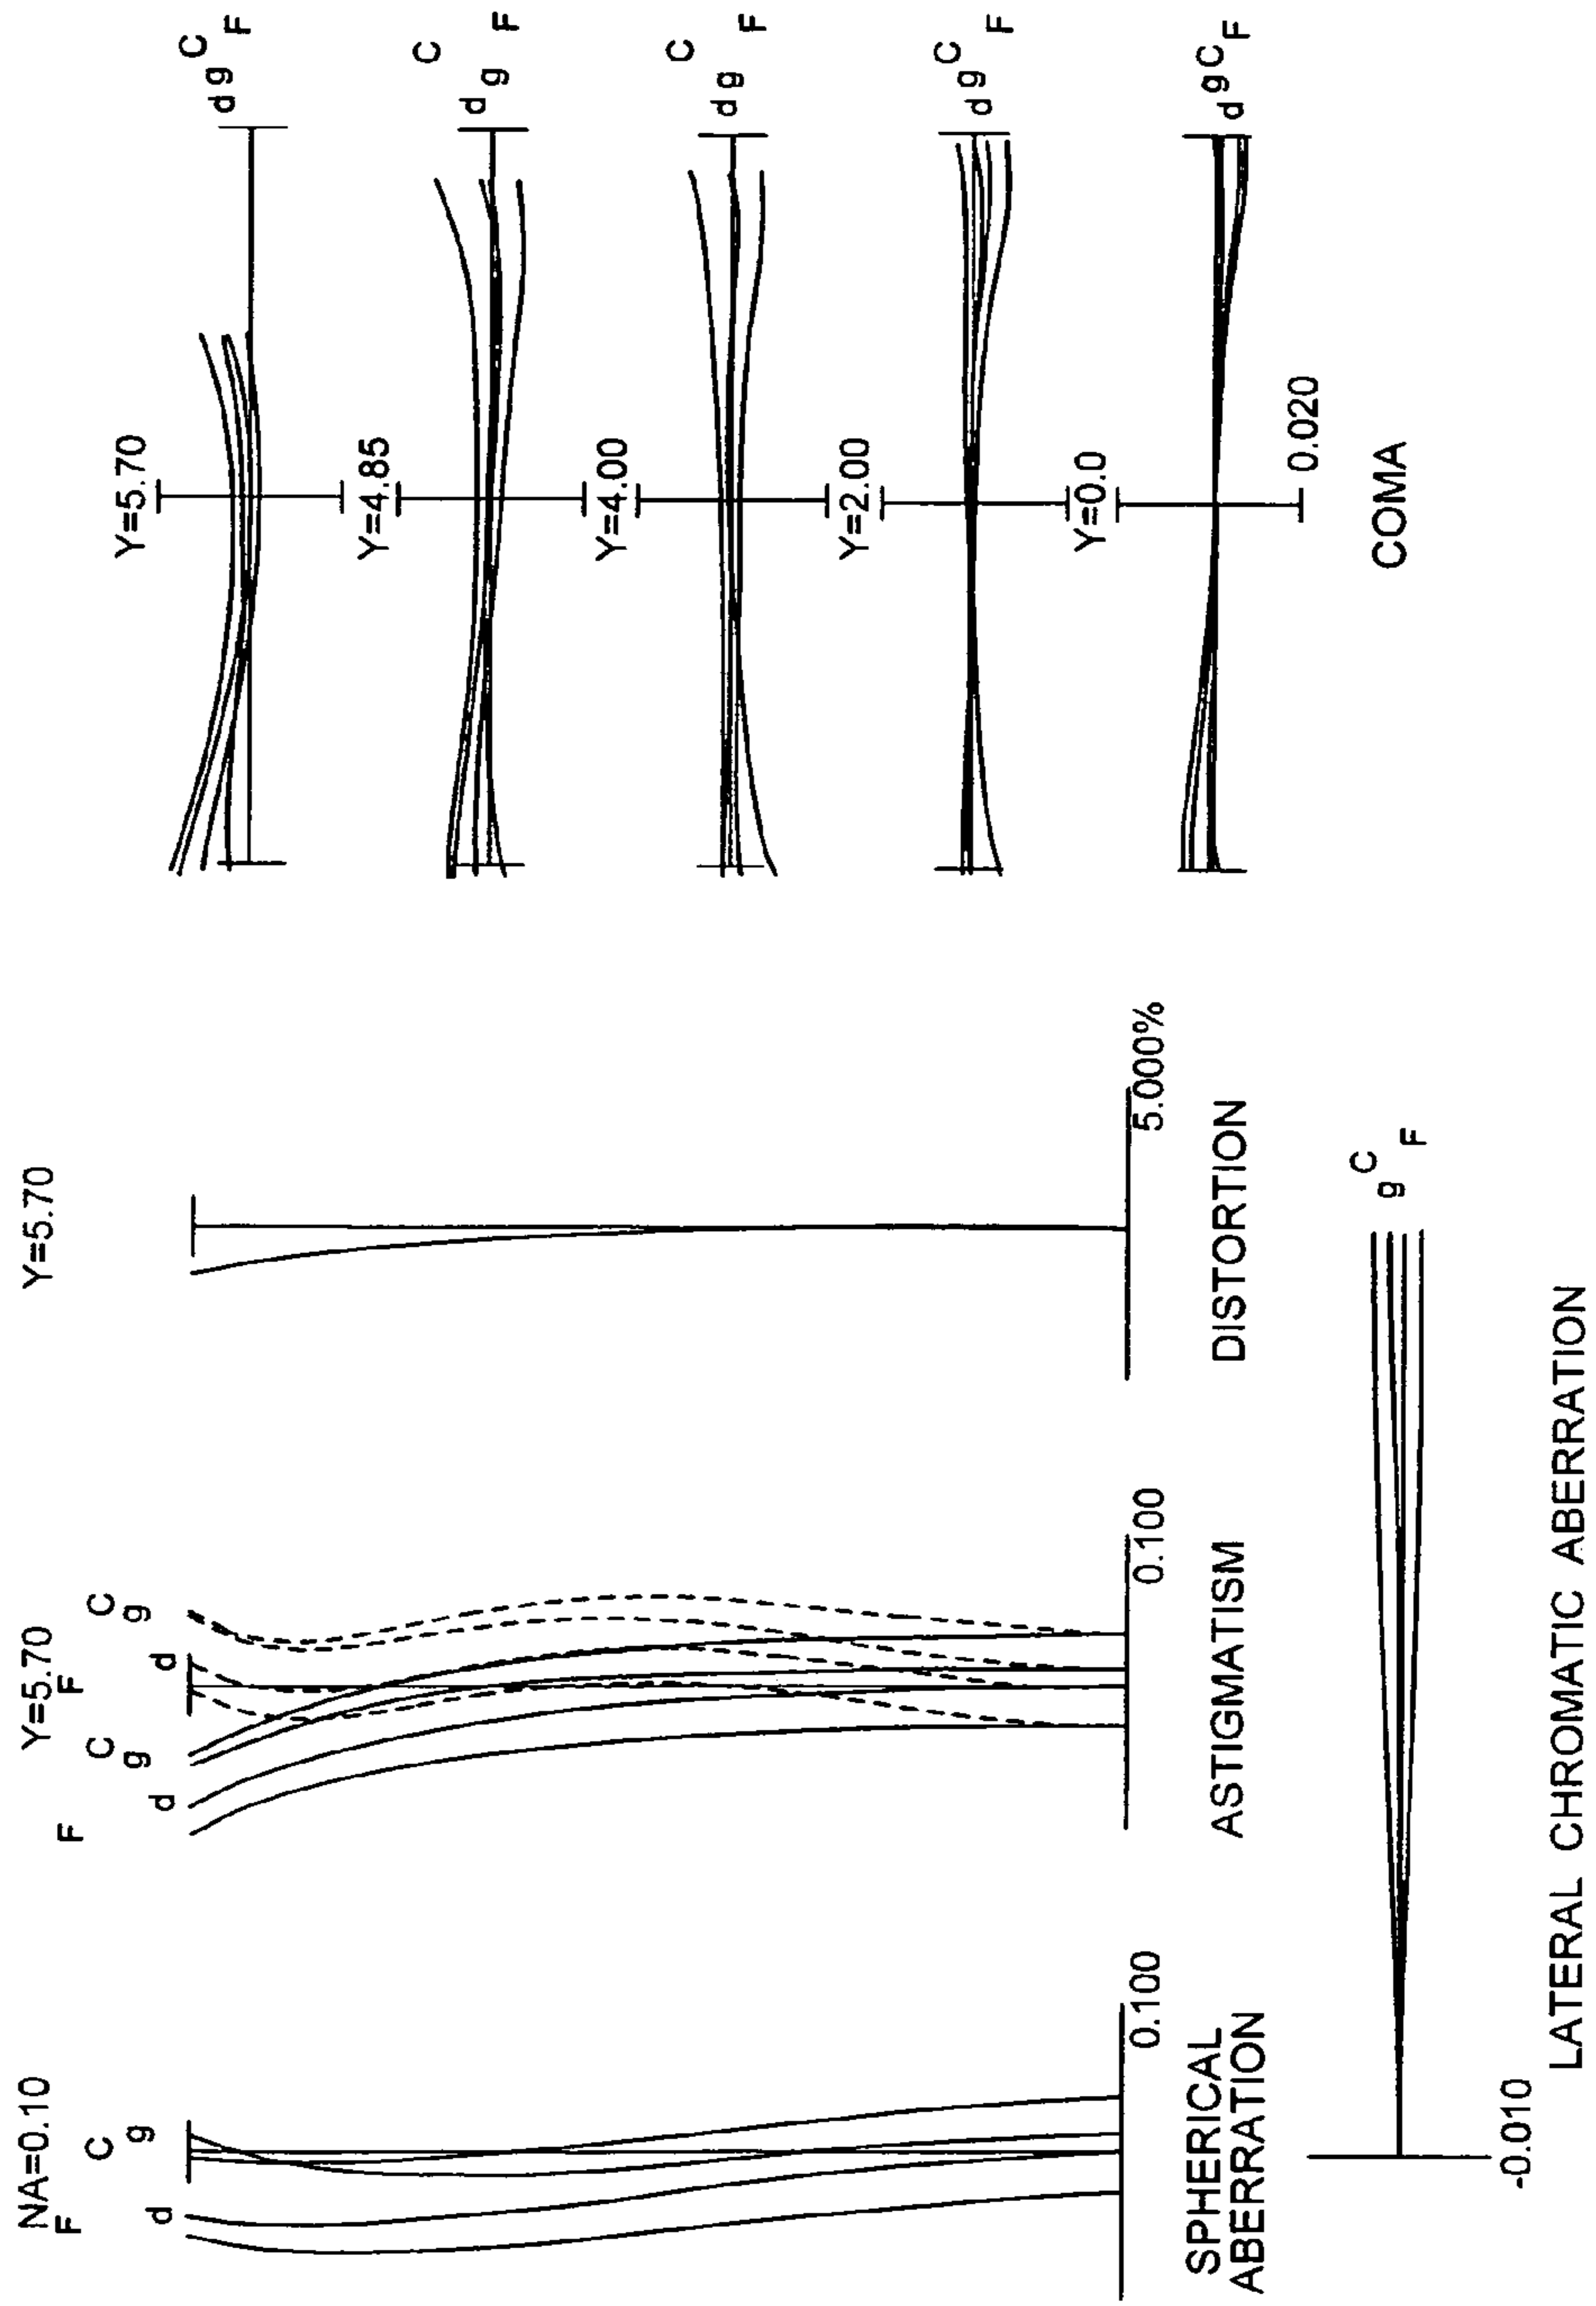 NA=0.10
F
C
d
g
0.100
SPHERICAL
ABERRATION
Y=5.70
F
C
F
C
d
g
d
g
0.100
ASTIGMATISM
Y=5.70
5.000%
DISTORTION
Y=5.70
C
d g
F
Y=4.85
C
d g
F
Y=4.00
C
d g
F
Y=2.00
C
d g
F
Y=0.0
d g C F
0.020
COMA
C
g
F
-0.010
LATERAL CHROMATIC ABERRATION